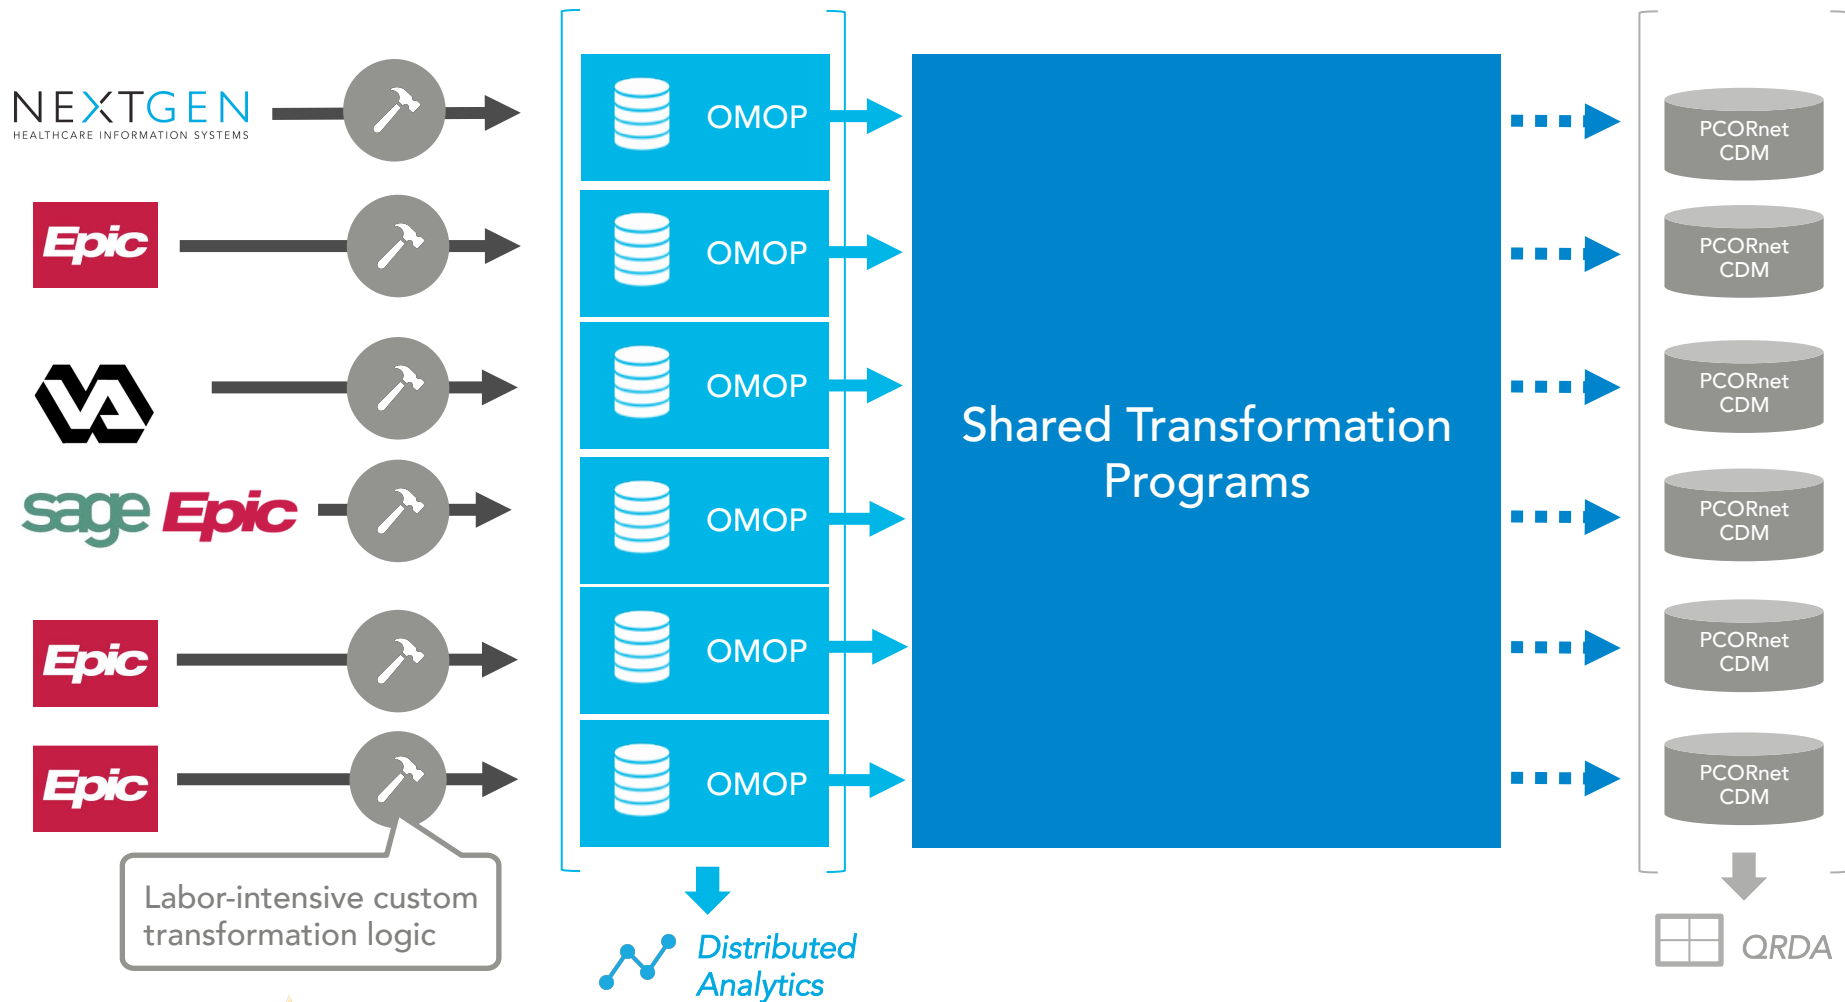 NEXTGEN
HEALTHCARE INFORMATION SYSTEMS
OMOP
PCORnet
CDM
Epic
OMOP
PCORnet
CDM
VA
OMOP
PCORnet
CDM
Shared Transformation
Programs
sage Epic
OMOP
PCORnet
CDM
Epic
OMOP
PCORnet
CDM
Epic
OMOP
PCORnet
CDM
Labor-intensive custom
transformation logic
Distributed
Analytics
QRDA